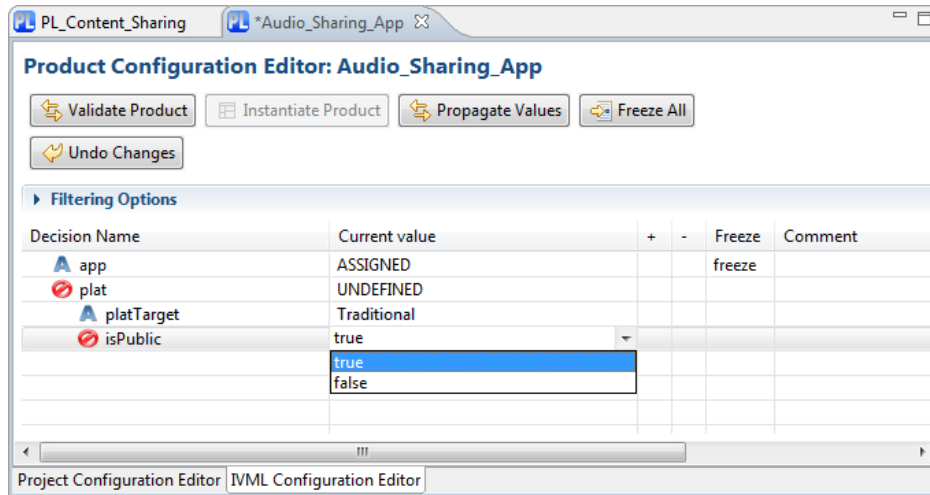 PL PL_Content_Sharing PL *Audio_Sharing_App
Product Configuration Editor: Audio_Sharing_App
Validate Product Instantiate Product Propagate Values Freeze All
Undo Changes
Filtering Options
Decision Name Current value + - Freeze Comment
A app ASSIGNED freeze
plat UNDEFINED
A platTarget Traditional
isPublic true
true
false
Project Configuration Editor IVML Configuration Editor